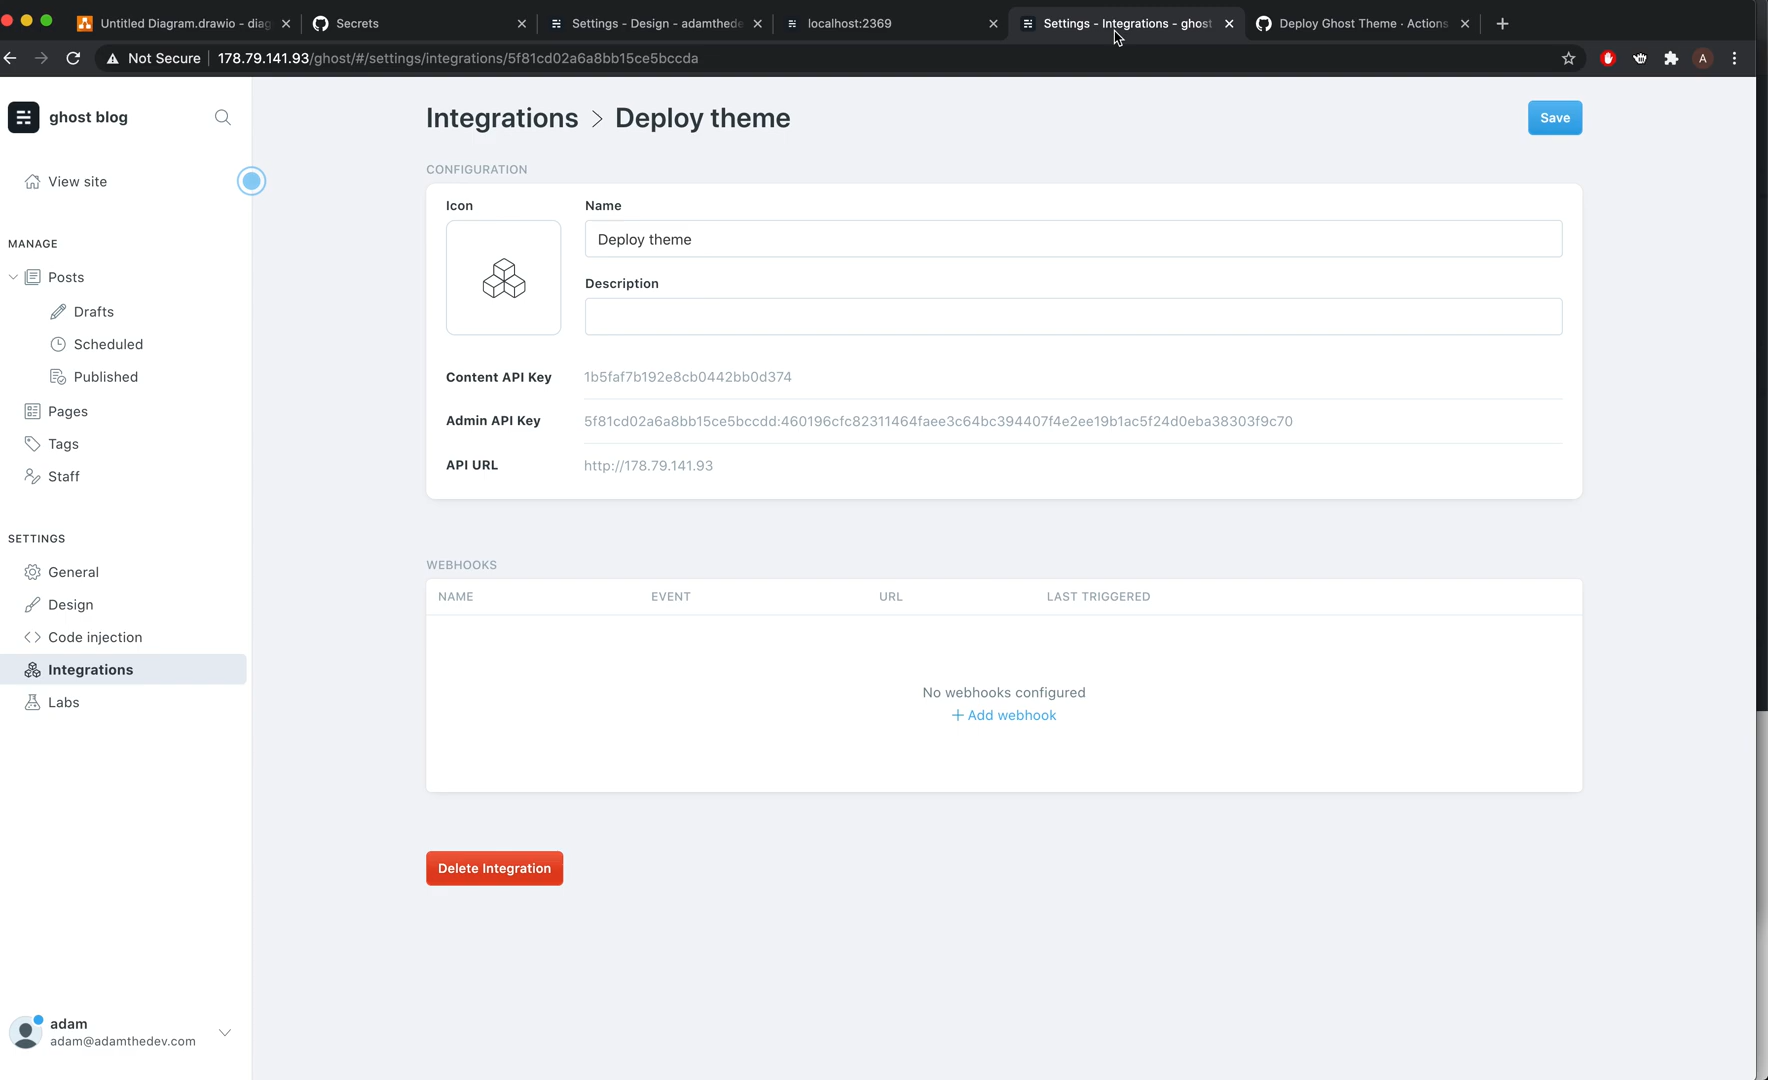 Untitled Diagram.drawio - diag
Secrets
Settings - Design - adamthede
localhost:2369
Settings - Integrations - ghost
Deploy Ghost Theme · Actions
Not Secure
178.79.141.93/ghost/#/settings/integrations/5f81cd02a6a8bb15ce5bccda
A
ghost blog
View site
MANAGE
Posts
Drafts
Scheduled
Published
Pages
Tags
Staff
SETTINGS
General
Design
Code injection
Integrations
Labs
adam
adam@adamthedev.com
Integrations > Deploy theme
Save
CONFIGURATION
Icon
Name
Deploy theme
Description
Content API Key 1b5faf7b192e8cb0442bb0d374
Admin API Key 5f81cd02a6a8bb15ce5bccdd:460196cfc82311464faee3c64bc394407f4e2ee19b1ac5f24d0eba38303f9c70
API URL http://178.79.141.93
WEBHOOKS
NAME EVENT URL LAST TRIGGERED
No webhooks configured
+ Add webhook
Delete Integration